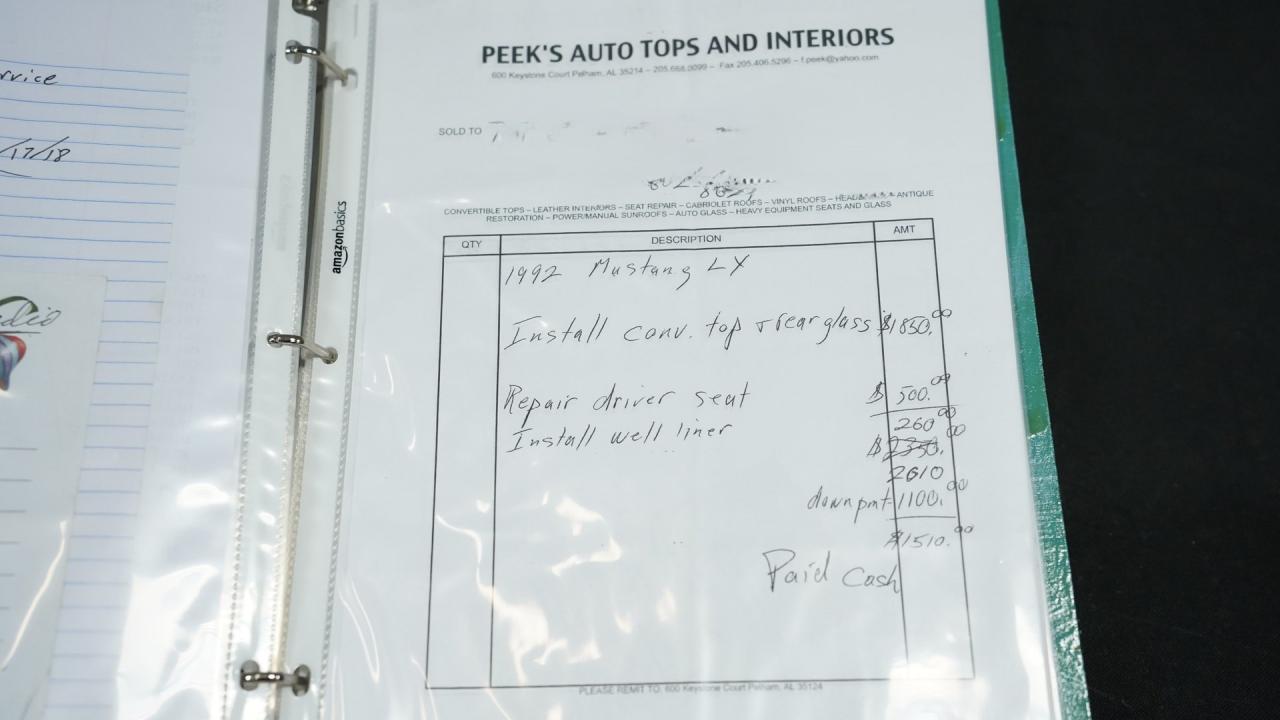 rvice
/17/18
dio
amazonbasics
PEEK'S AUTO TOPS AND INTERIORS
600 Keystone Court Pelham, AL 35214 – 205.668.0099 – Fax 205.406.5296 – f.peek@yahoo.com
SOLD TO
CONVERTIBLE TOPS – LEATHER INTERIORS – SEAT REPAIR – CABRIOLET ROOFS – VINYL ROOFS – ANTIQUE
RESTORATION – POWER/MANUAL SUNROOFS – AUTO GLASS – HEAVY EQUIPMENT SEATS AND GLASS
QTY DESCRIPTION AMT
1992 Mustang LX
Install conv. top + rear glass $1850.00
Repair driver seat $ 500.00
Install well liner 260.00
$2350.00
2610
downpmt 1100.00
$1510.00
Paid Cash
PLEASE REMIT TO: 600 Keystone Court Pelham, AL 35124